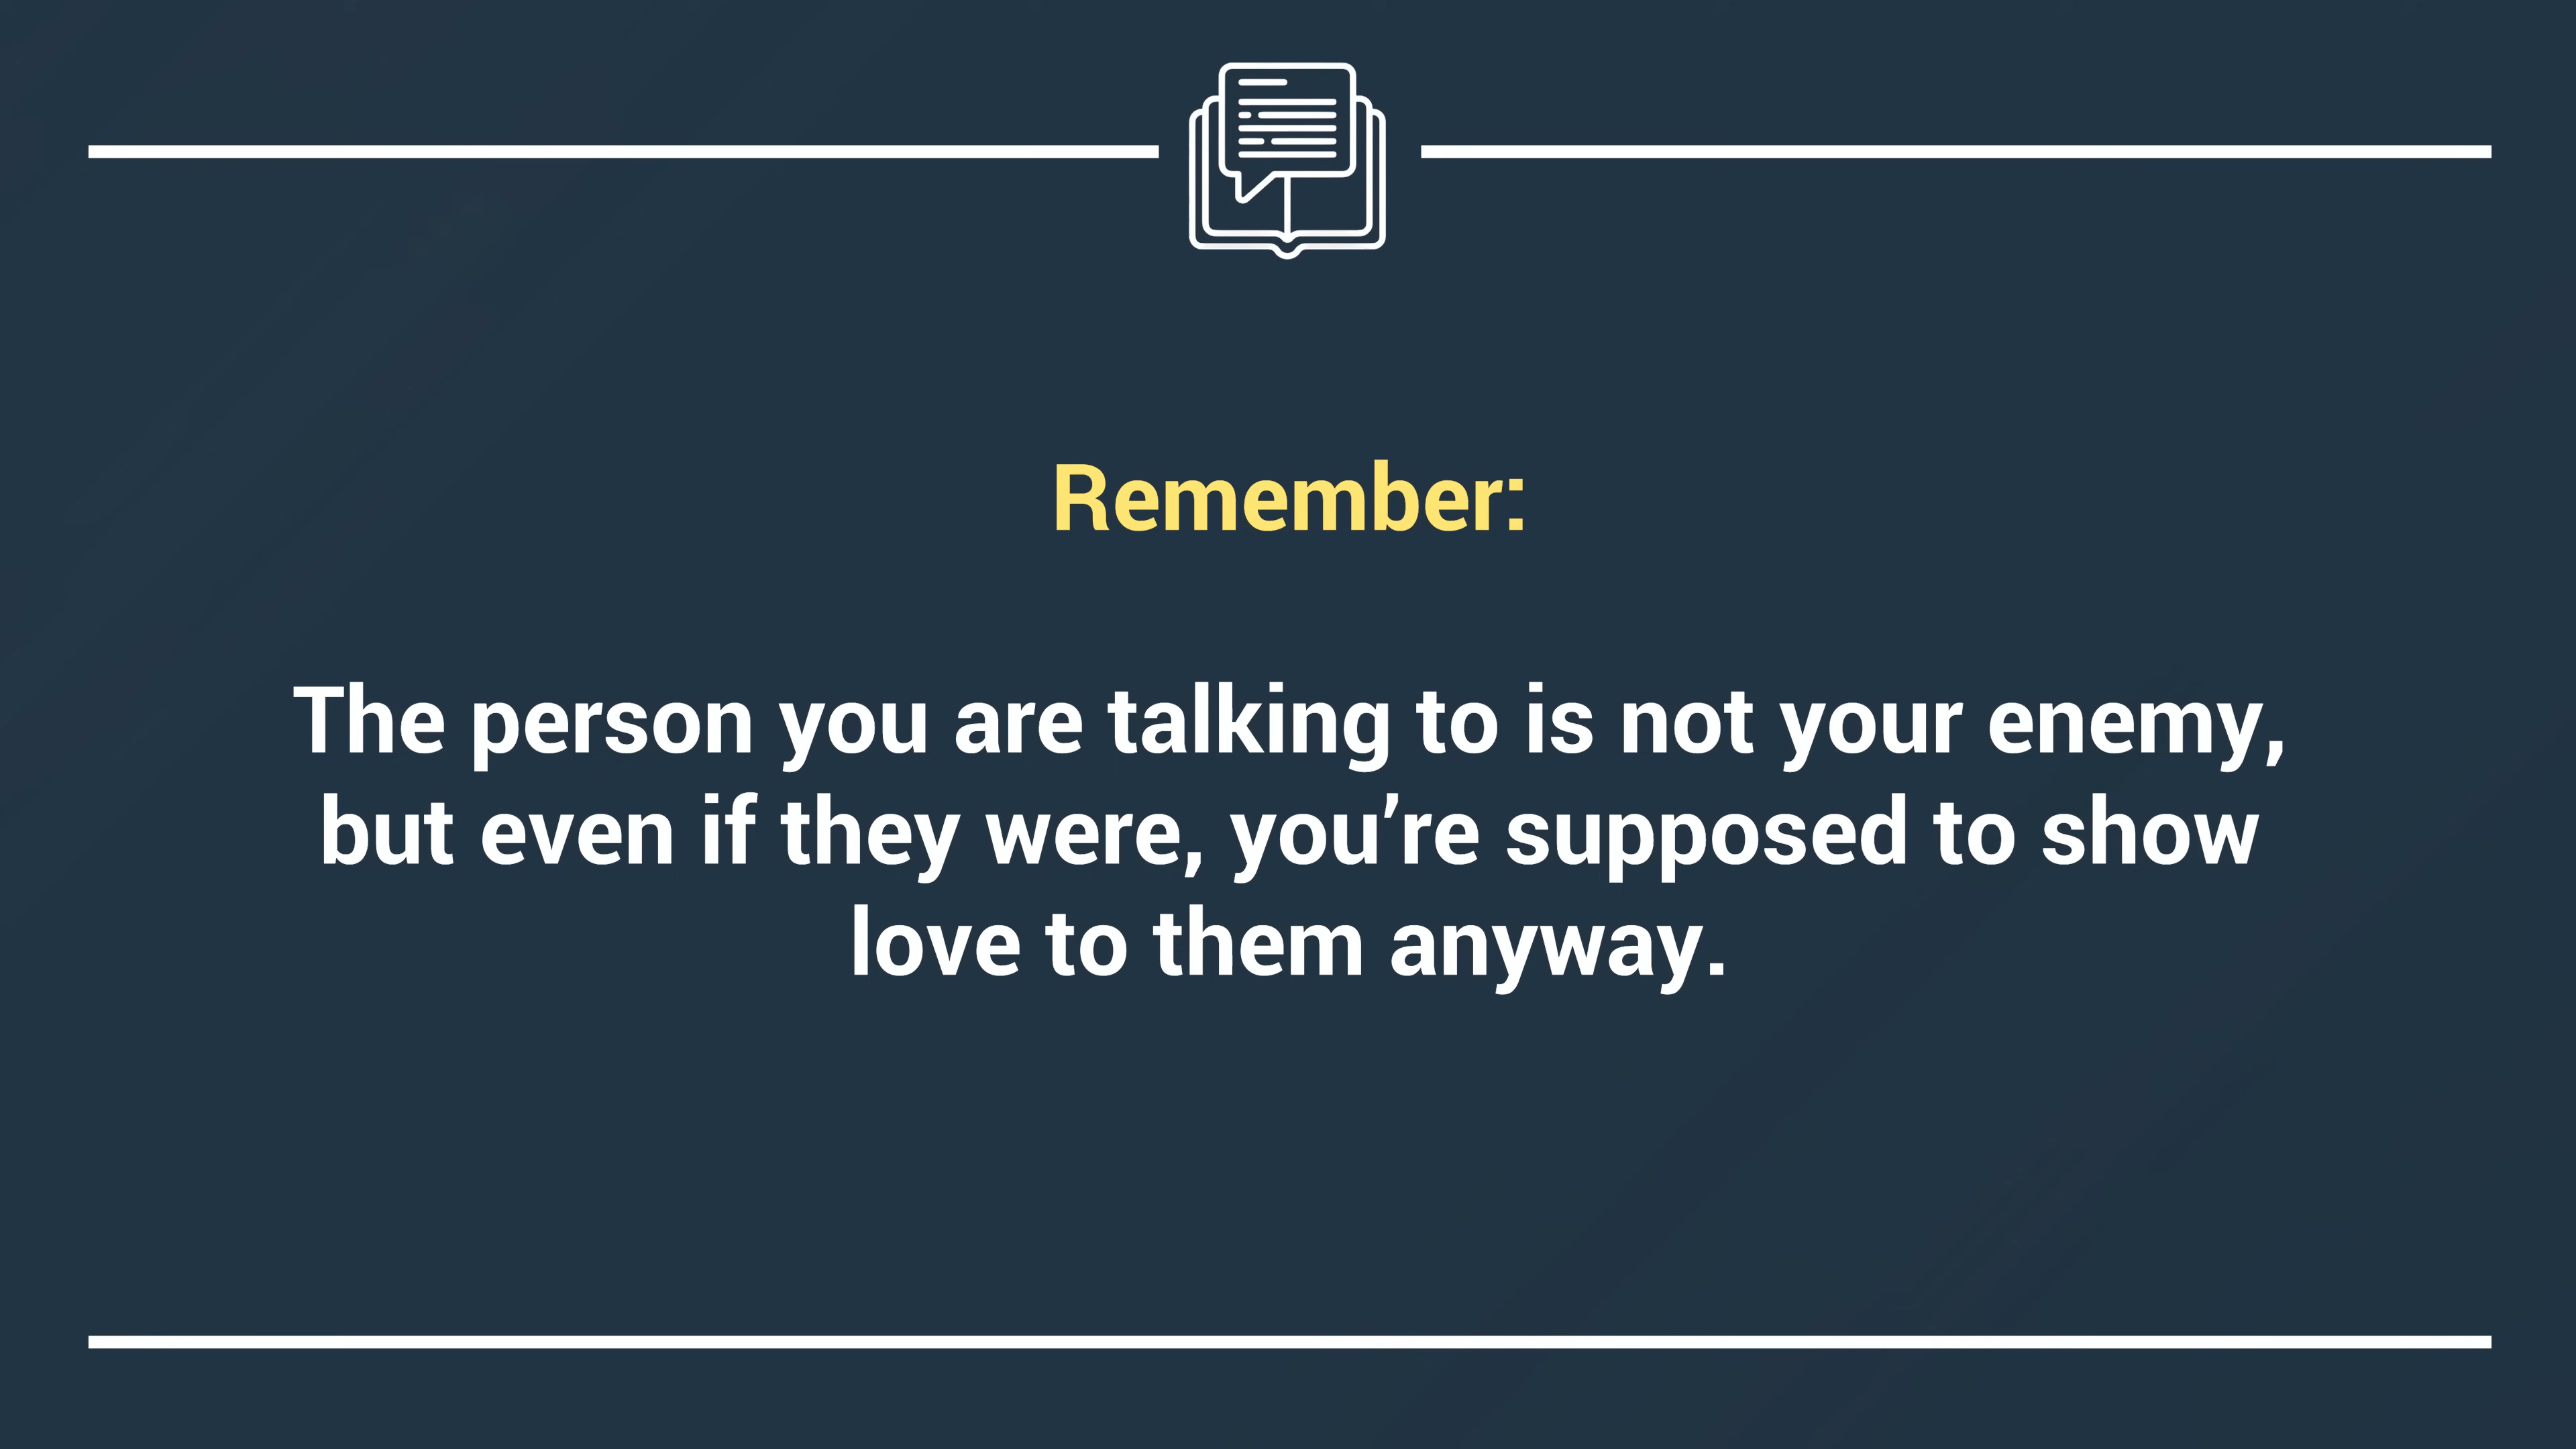 Remember:
The person you are talking to is not your enemy,
but even if they were, you’re supposed to show
love to them anyway.